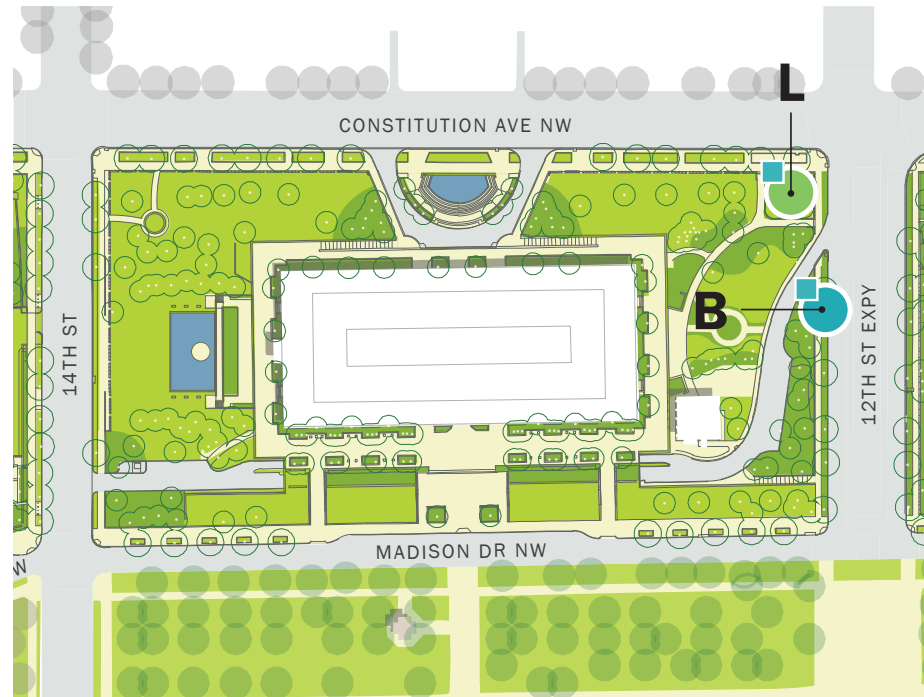 L
CONSTITUTION AVE NW
B
14TH ST
12TH ST EXPY
MADISON DR NW
W